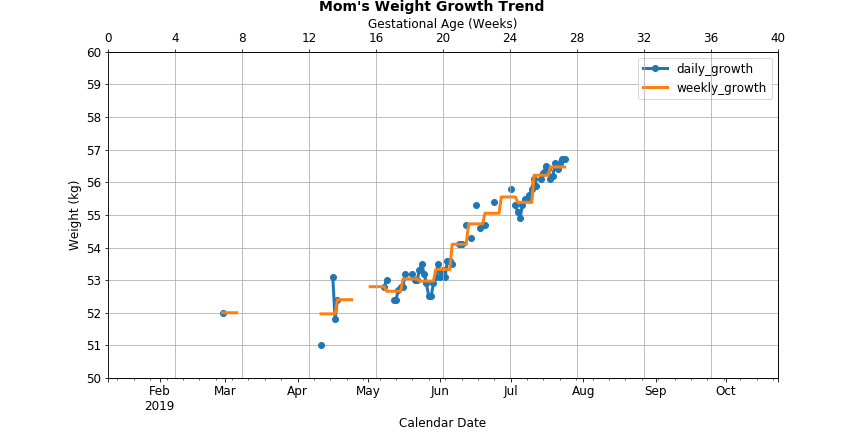 Mom's Weight Growth Trend
Gestational Age (Weeks)
0 4 8 12 16 20 24 28 32 36 40
60
59
58
57
56
55
54
53
52
51
50
Weight (kg)
daily_growth
weekly_growth
Feb Mar Apr May Jun Jul Aug Sep Oct
2019
Calendar Date